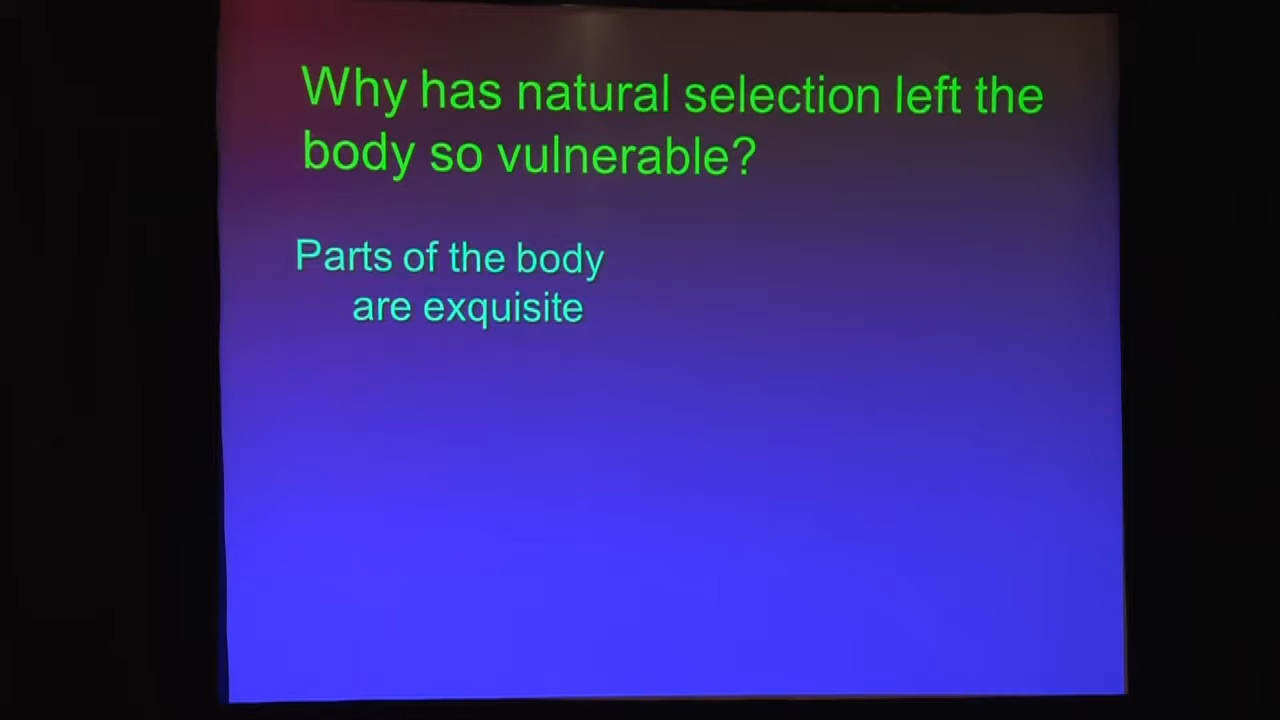 Why has natural selection left the
body so vulnerable?
Parts of the body
are exquisite